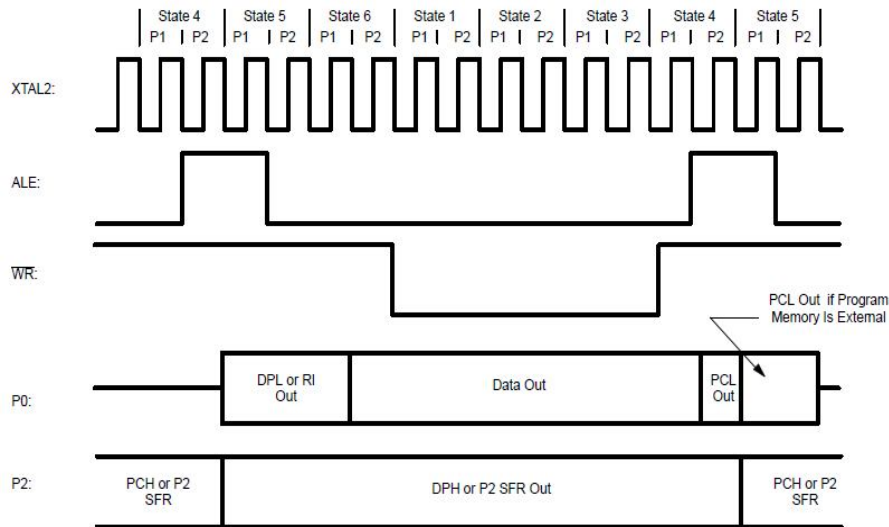 State 4 State 5 State 6 State 1 State 2 State 3 State 4 State 5
P1 P2 P1 P2 P1 P2 P1 P2 P1 P2 P1 P2 P1 P2 P1 P2
XTAL2:
ALE:
WR:
PCL Out if Program
Memory Is External
P0:
DPL or RI
Out
Data Out
PCL
Out
P2:
PCH or P2
SFR
DPH or P2 SFR Out
PCH or P2
SFR